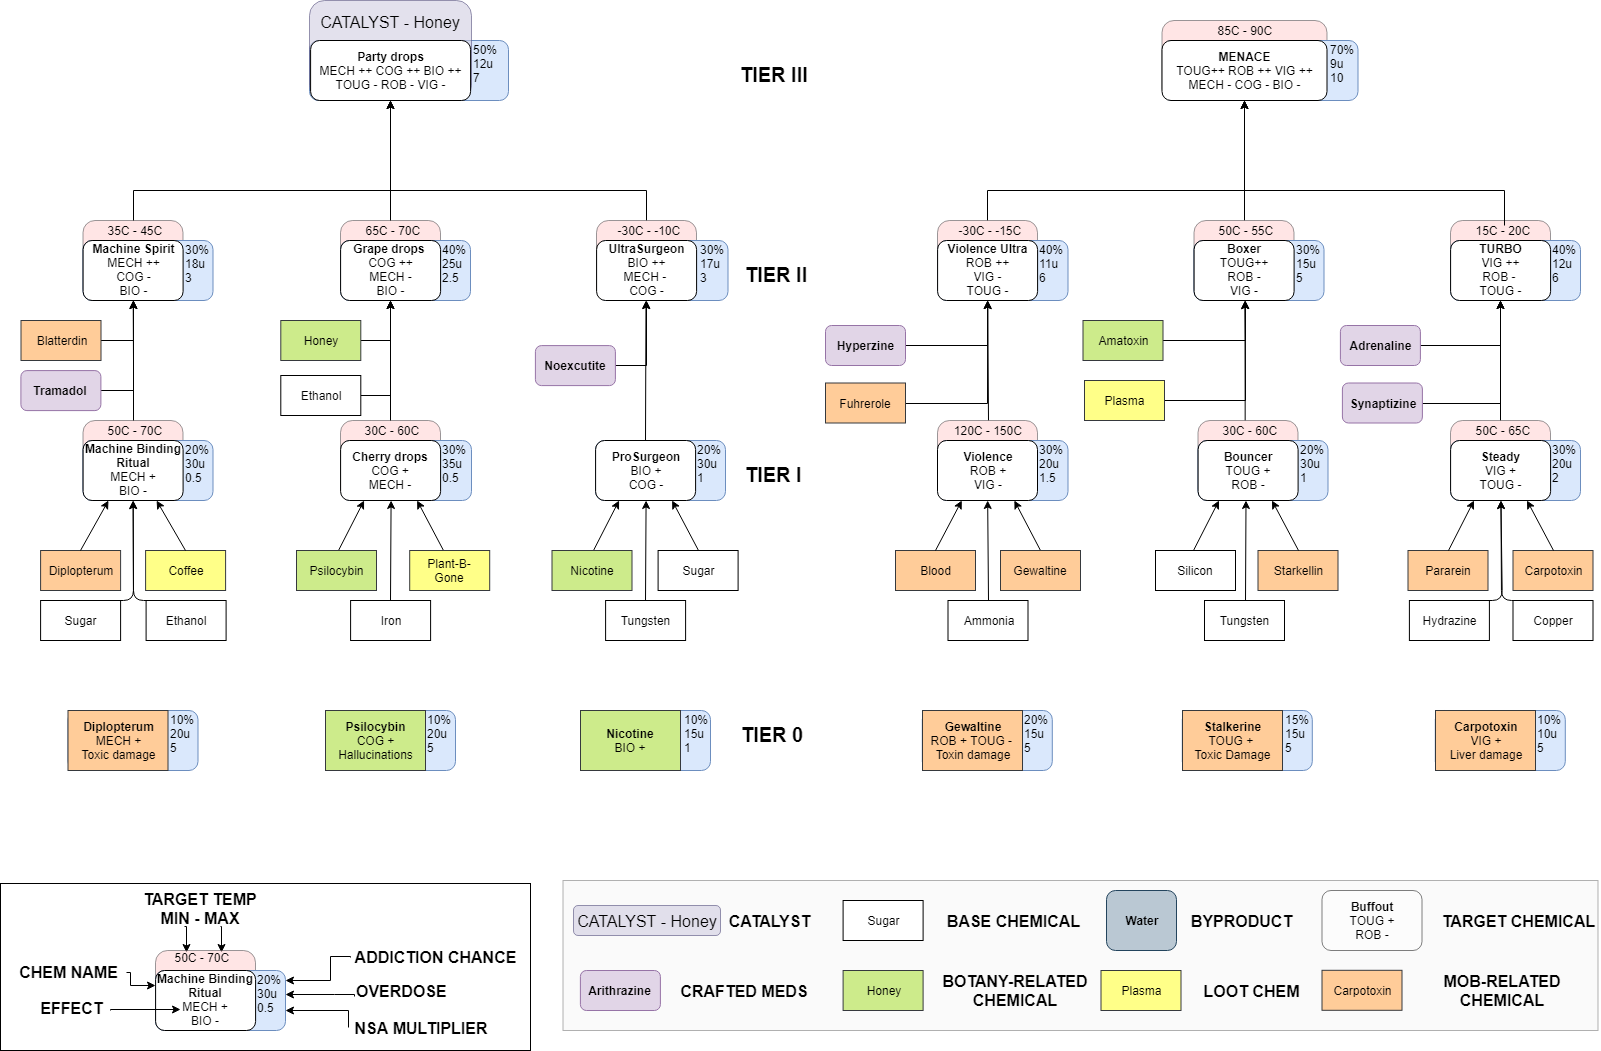 CATALYST - Honey
Party drops
MECH ++ COG ++ BIO ++
TOUG - ROB - VIG -
50%
12u
7
TIER III
85C - 90C
MENACE
TOUG++ ROB ++ VIG ++
MECH - COG - BIO -
70%
9u
10
35C - 45C
Machine Spirit
MECH ++
COG -
BIO -
30%
18u
3
65C - 70C
Grape drops
COG ++
MECH -
BIO -
40%
25u
2.5
-30C - -10C
UltraSurgeon
BIO ++
MECH -
COG -
30%
17u
3
TIER II
-30C - -15C
Violence Ultra
ROB ++
VIG -
TOUG -
40%
11u
6
50C - 55C
Boxer
TOUG++
ROB -
VIG -
30%
15u
5
15C - 20C
TURBO
VIG ++
ROB -
TOUG -
40%
12u
6
Blatterdin
Tramadol
Honey
Ethanol
Noexcutite
Hyperzine
Fuhrerole
Amatoxin
Plasma
Adrenaline
Synaptizine
50C - 70C
Machine Binding
Ritual
MECH +
BIO -
20%
30u
0.5
30C - 60C
Cherry drops
COG +
MECH -
30%
35u
0.5
ProSurgeon
BIO +
COG -
20%
30u
1
TIER I
120C - 150C
Violence
ROB +
VIG -
30%
20u
1.5
30C - 60C
Bouncer
TOUG +
ROB -
20%
30u
1
50C - 65C
Steady
VIG +
TOUG -
30%
20u
2
Diplopterum
Coffee
Sugar
Ethanol
Psilocybin
Plant-B-
Gone
Iron
Nicotine
Sugar
Tungsten
Blood
Gewaltine
Ammonia
Silicon
Starkellin
Tungsten
Pararein
Carpotoxin
Hydrazine
Copper
Diplopterum
MECH +
Toxic damage
10%
20u
5
Psilocybin
COG +
Hallucinations
10%
20u
5
Nicotine
BIO +
10%
15u
1
TIER 0
Gewaltine
ROB + TOUG -
Toxin damage
20%
15u
5
Stalkerine
TOUG +
Toxic Damage
15%
15u
5
Carpotoxin
VIG +
Liver damage
10%
10u
5
TARGET TEMP
MIN - MAX
50C - 70C
CHEM NAME
EFFECT
Machine Binding
Ritual
MECH +
BIO -
20%
30u
0.5
ADDICTION CHANCE
OVERDOSE
NSA MULTIPLIER
CATALYST - Honey
CATALYST
Sugar
BASE CHEMICAL
Water
BYPRODUCT
Buffout
TOUG +
ROB -
TARGET CHEMICAL
Arithrazine
CRAFTED MEDS
Honey
BOTANY-RELATED
CHEMICAL
Plasma
LOOT CHEM
Carpotoxin
MOB-RELATED
CHEMICAL